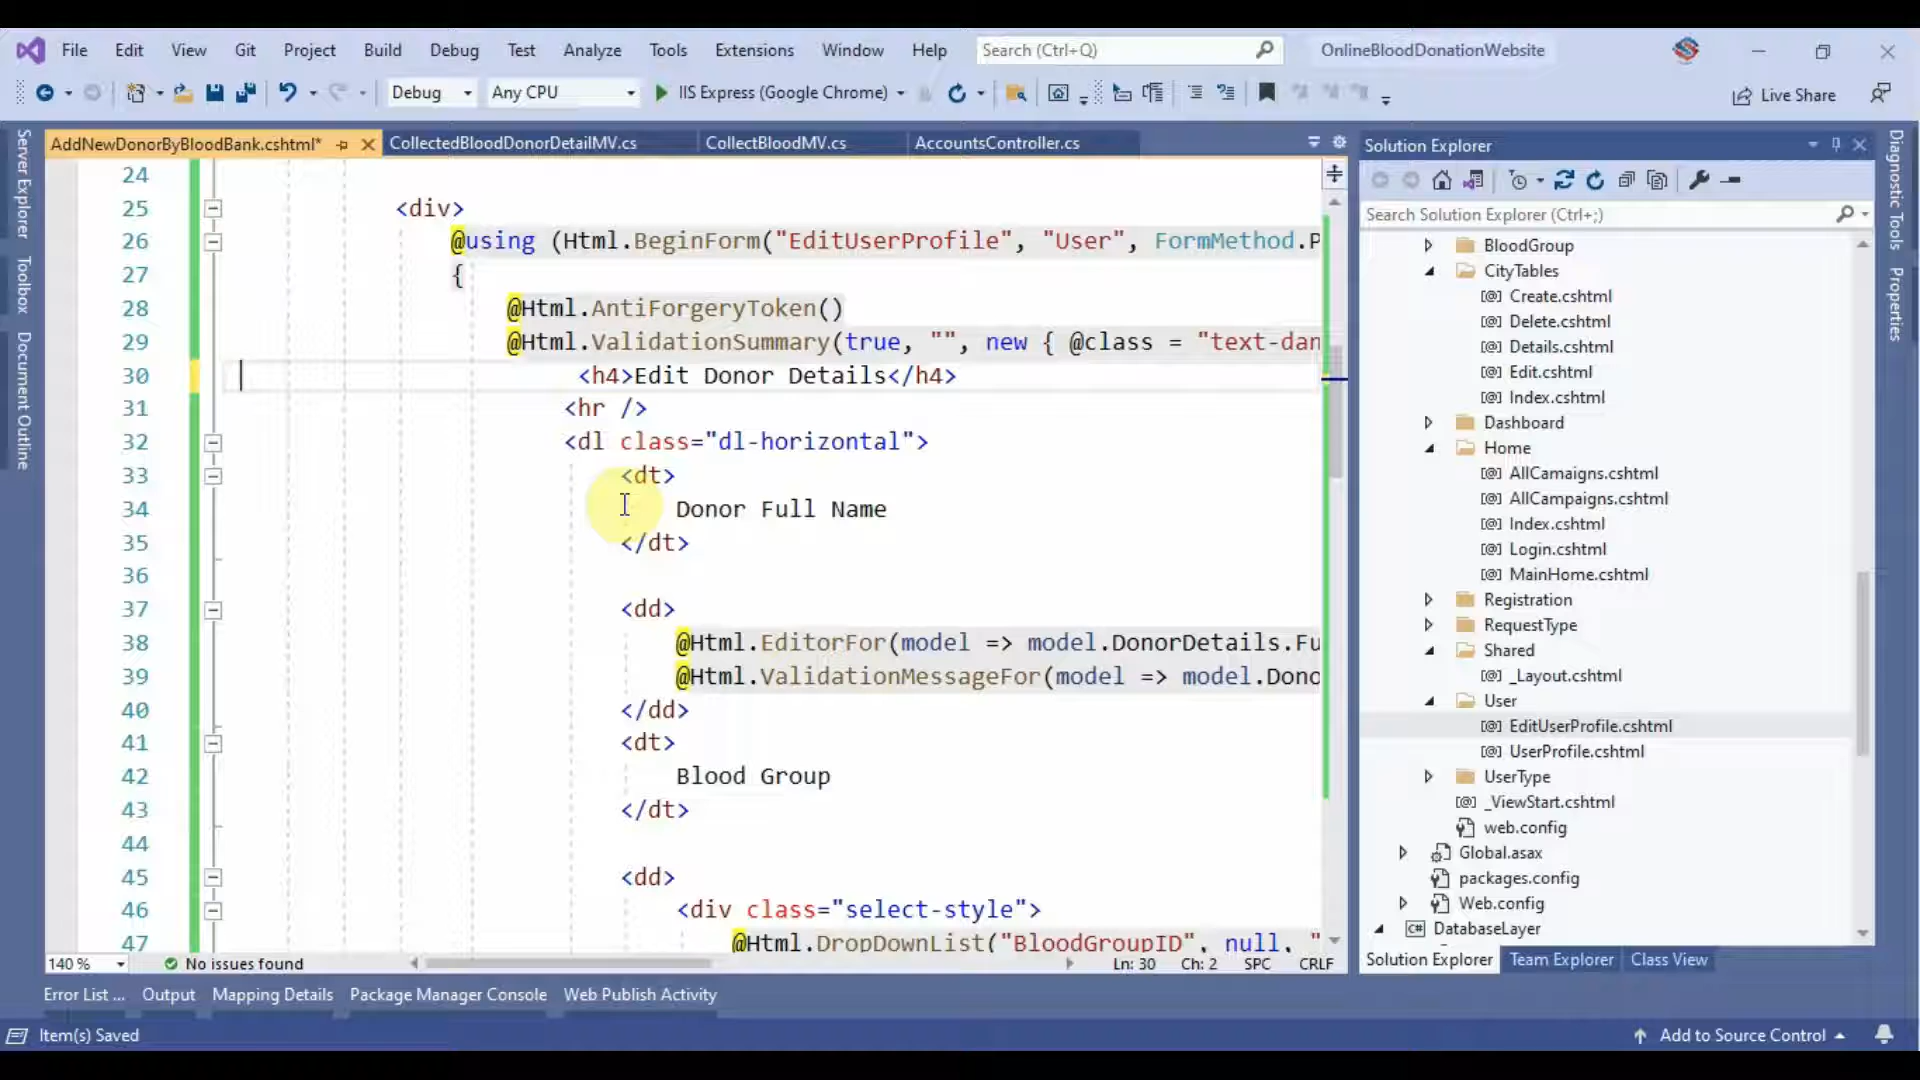 File Edit View Git Project Build Debug Test Analyze Tools Extensions Window Help Search (Ctrl+Q) OnlineBloodDonationWebsite
Debug Any CPU IIS Express (Google Chrome) Live Share
AddNewDonorByBloodBank.cshtml* CollectedBloodDonorDetailMV.cs CollectBloodMV.cs AccountsController.cs
Server Explorer
Toolbox
Document Outline
24
25 <div>
26 @using (Html.BeginForm("EditUserProfile", "User", FormMethod.P
27 {
28 @Html.AntiForgeryToken()
29 @Html.ValidationSummary(true, "", new { @class = "text-dan
30 <h4>Edit Donor Details</h4>
31 <hr />
32 <dl class="dl-horizontal">
33 <dt>
34 Donor Full Name
35 </dt>
36
37 <dd>
38 @Html.EditorFor(model => model.DonorDetails.Fu
39 @Html.ValidationMessageFor(model => model.Dono
40 </dd>
41 <dt>
42 Blood Group
43 </dt>
44
45 <dd>
46 <div class="select-style">
47 @Html.DropDownList("BloodGroupID", null, "
140 % No issues found Ln: 30 Ch: 2 SPC CRLF
Solution Explorer
Search Solution Explorer (Ctrl+;)
BloodGroup
CityTables
Create.cshtml
Delete.cshtml
Details.cshtml
Edit.cshtml
Index.cshtml
Dashboard
Home
AllCamaigns.cshtml
AllCampaigns.cshtml
Index.cshtml
Login.cshtml
MainHome.cshtml
Registration
RequestType
Shared
_Layout.cshtml
User
EditUserProfile.cshtml
UserProfile.cshtml
UserType
_ViewStart.cshtml
web.config
Global.asax
packages.config
Web.config
C# DatabaseLayer
Solution Explorer Team Explorer Class View
Diagnostic Tools
Properties
Error List ... Output Mapping Details Package Manager Console Web Publish Activity
Item(s) Saved Add to Source Control